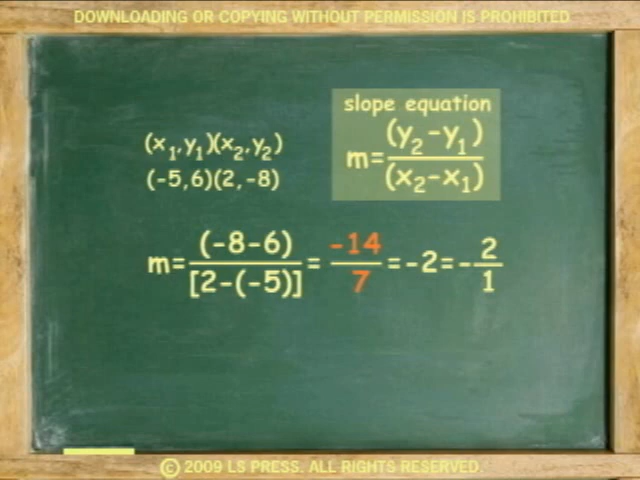 DOWNLOADING OR COPYING WITHOUT PERMISSION IS PROHIBITED
slope equation
m=(y₂-y₁)/(x₂-x₁)
(x₁,y₁)(x₂,y₂)
(-5,6)(2,-8)
m=(-8-6)/[2-(-5)]=-14/7=-2=-2/1
© 2009 LS PRESS. ALL RIGHTS RESERVED.